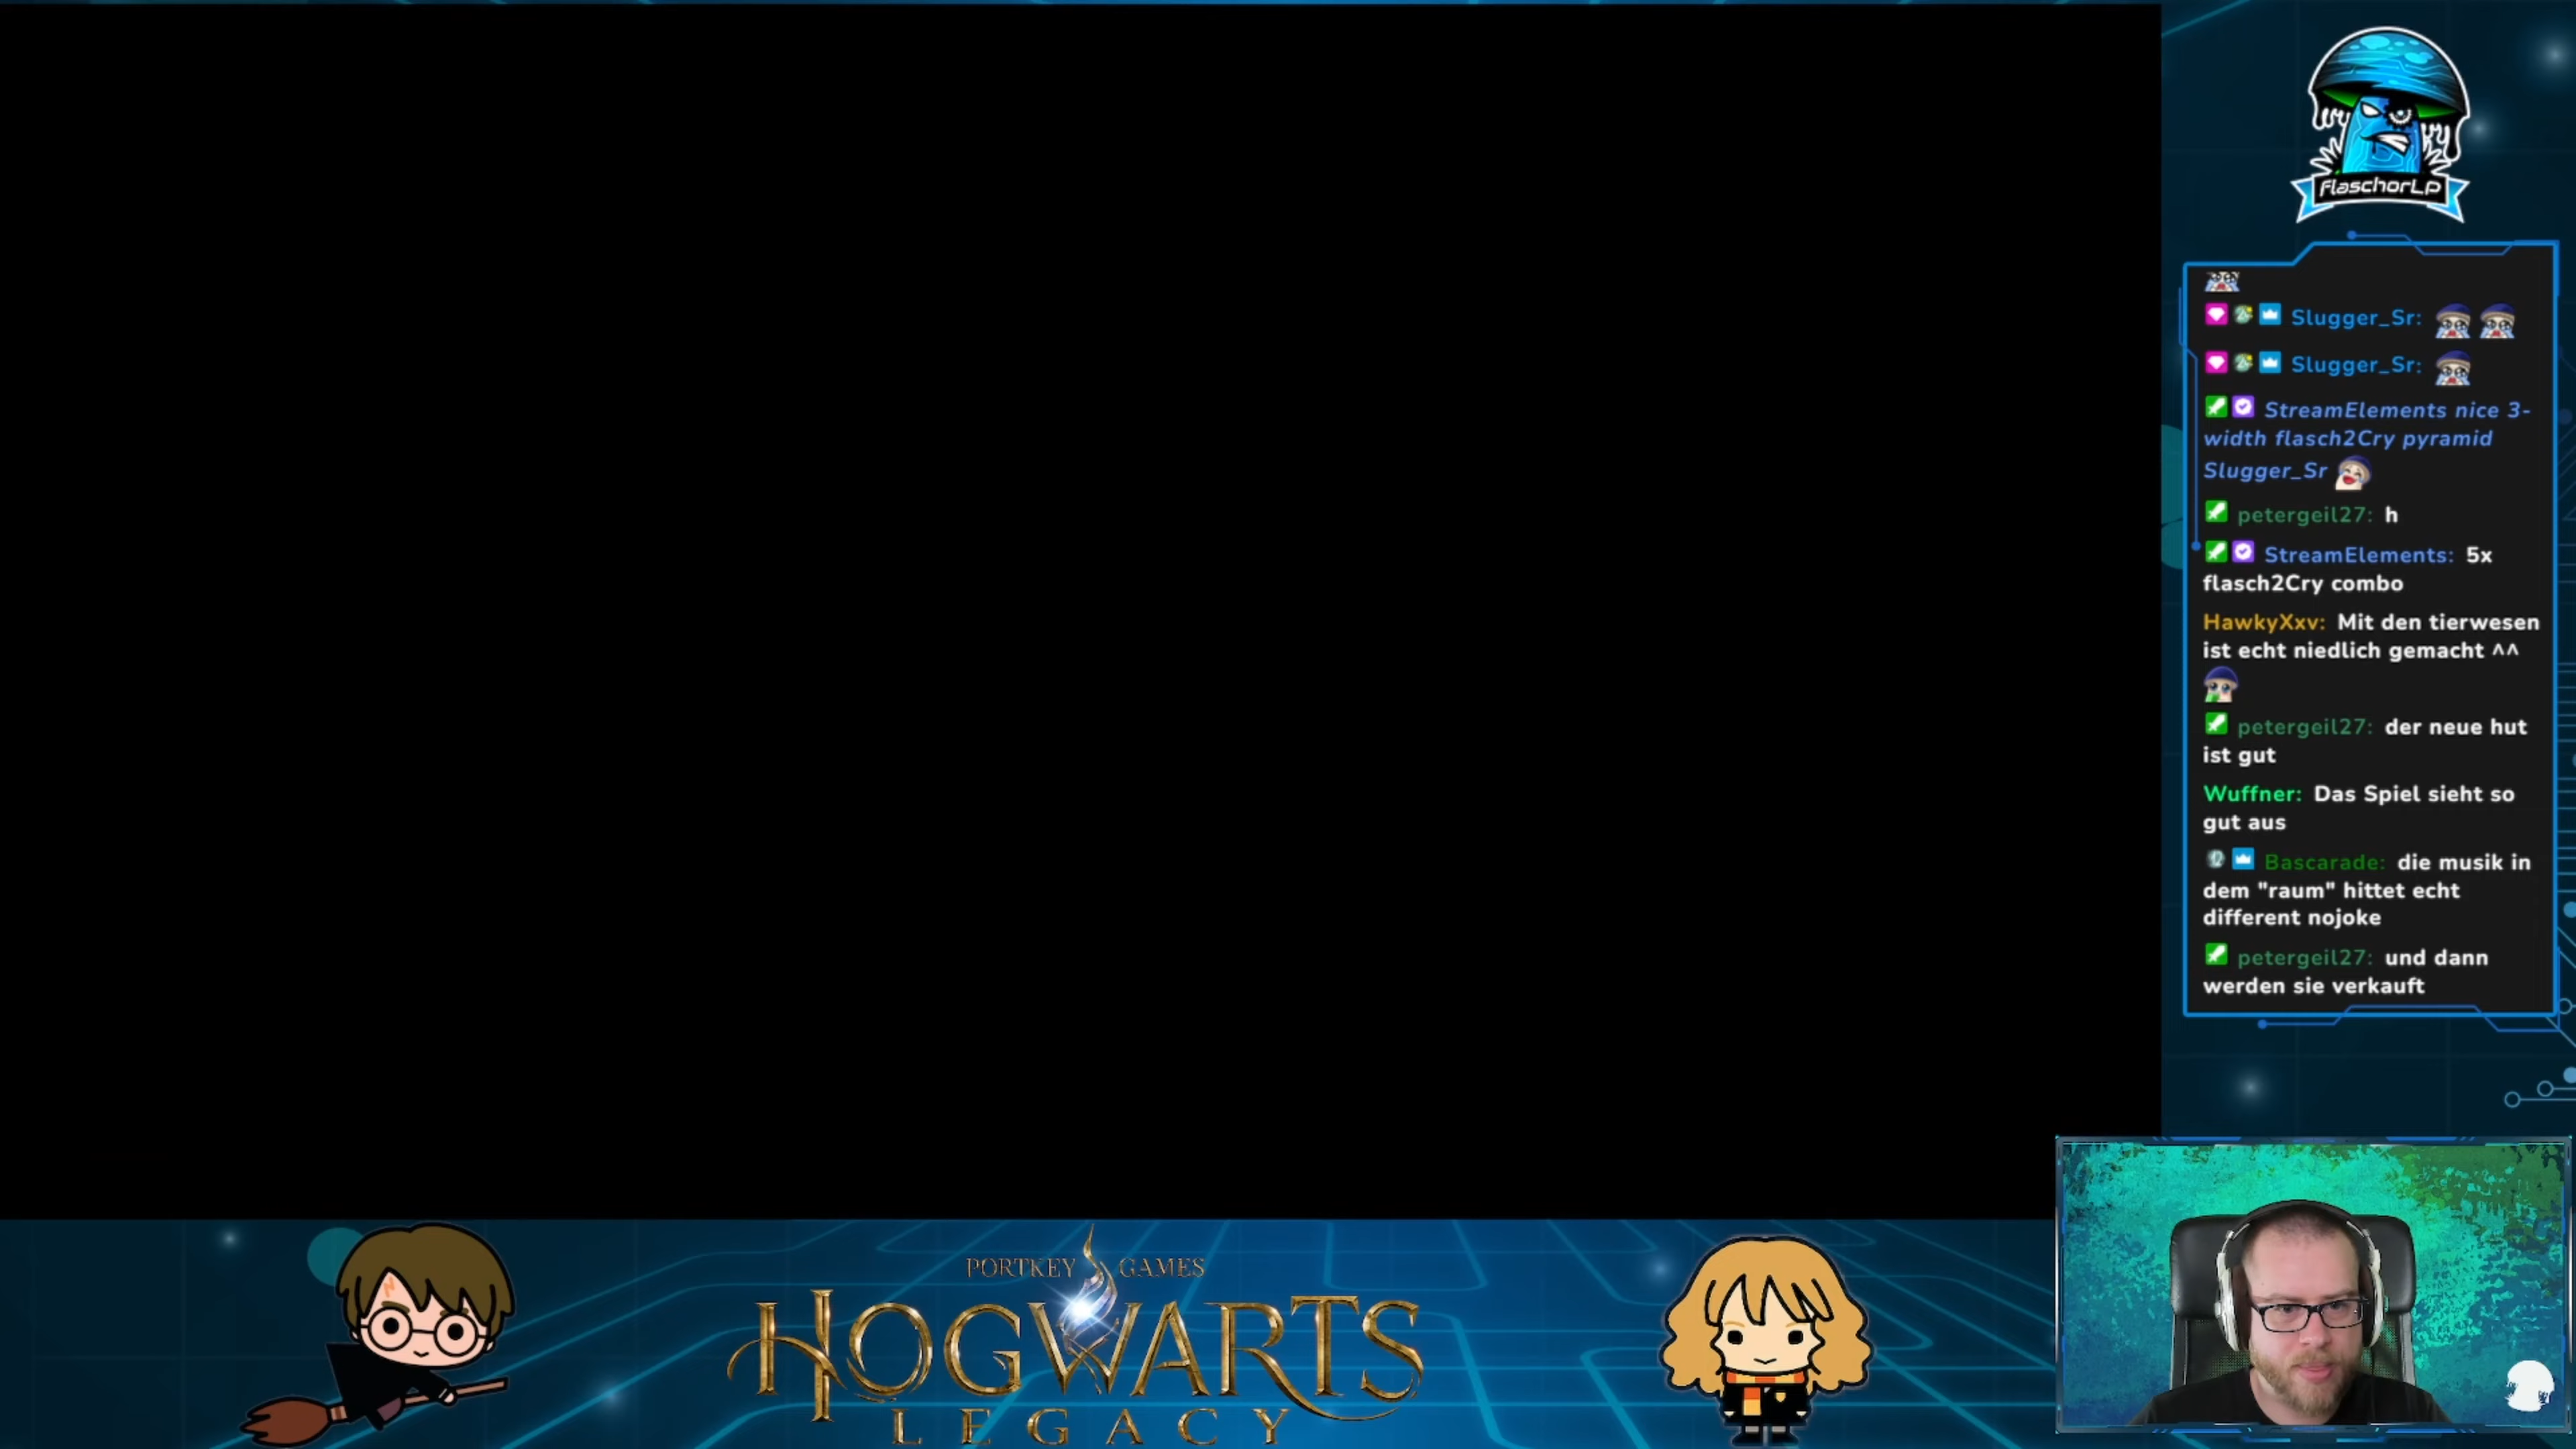 FlaschorLp
Slugger_Sr:
Slugger_Sr:
StreamElements nice 3-
width flasch2Cry pyramid
Slugger_Sr
petergeil27: h
StreamElements: 5x
flasch2Cry combo
HawkyXxv: Mit den tierwesen
ist echt niedlich gemacht ^^
petergeil27: der neue hut
ist gut
Wuffner: Das Spiel sieht so
gut aus
Bascarade: die musik in
dem "raum" hittet echt
different nojoke
petergeil27: und dann
werden sie verkauft
PORTKEY GAMES
HOGWARTS
LEGACY